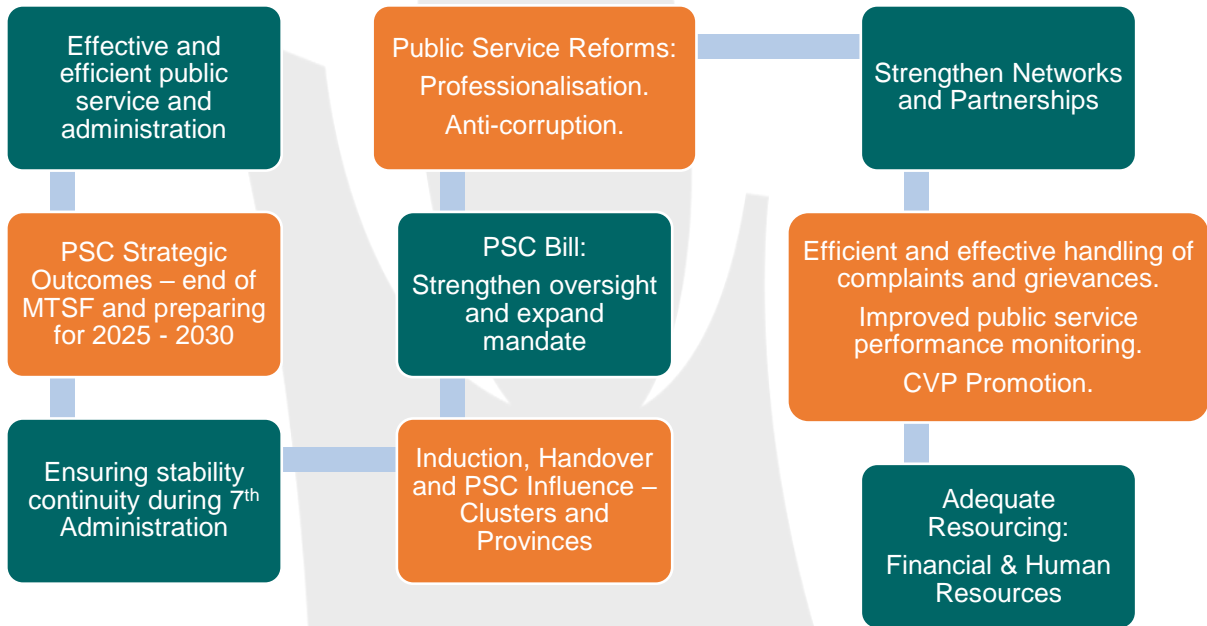 Effective and
efficient public
service and
administration
PSC Strategic
Outcomes – end of
MTSF and preparing
for 2025 - 2030
Ensuring stability
continuity during 7th
Administration
Induction, Handover
and PSC Influence –
Clusters and
Provinces
PSC Bill:
Strengthen oversight
and expand
mandate
Public Service Reforms:
Professionalisation.
Anti-corruption.
Strengthen Networks
and Partnerships
Efficient and effective handling of
complaints and grievances.
Improved public service
performance monitoring.
CVP Promotion.
Adequate
Resourcing:
Financial & Human
Resources